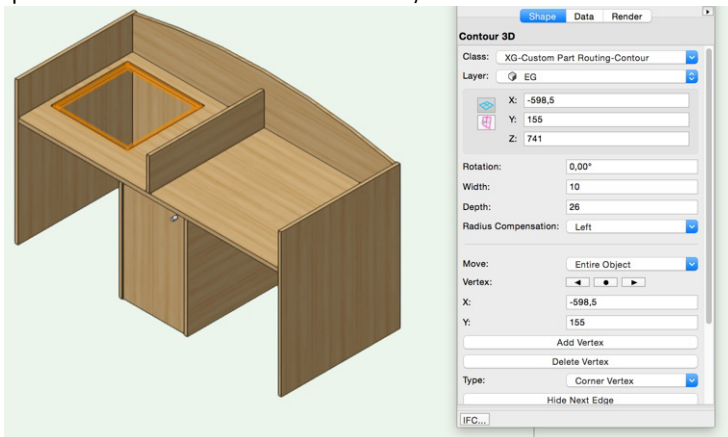 Shape Data Render
Contour 3D
Class: XG-Custom Part Routing-Contour
Layer: EG
X: -598,5
Y: 155
Z: 741
Rotation: 0,00°
Width: 10
Depth: 26
Radius Compensation: Left
Move: Entire Object
Vertex:
X: -598,5
Y: 155
Add Vertex
Delete Vertex
Type: Corner Vertex
Hide Next Edge
IFC...